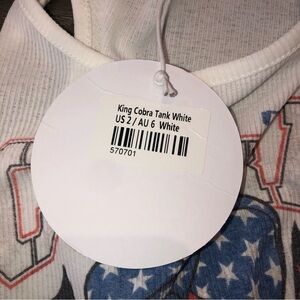 King Cobra Tank White
US 2 / AU 6 White
570701